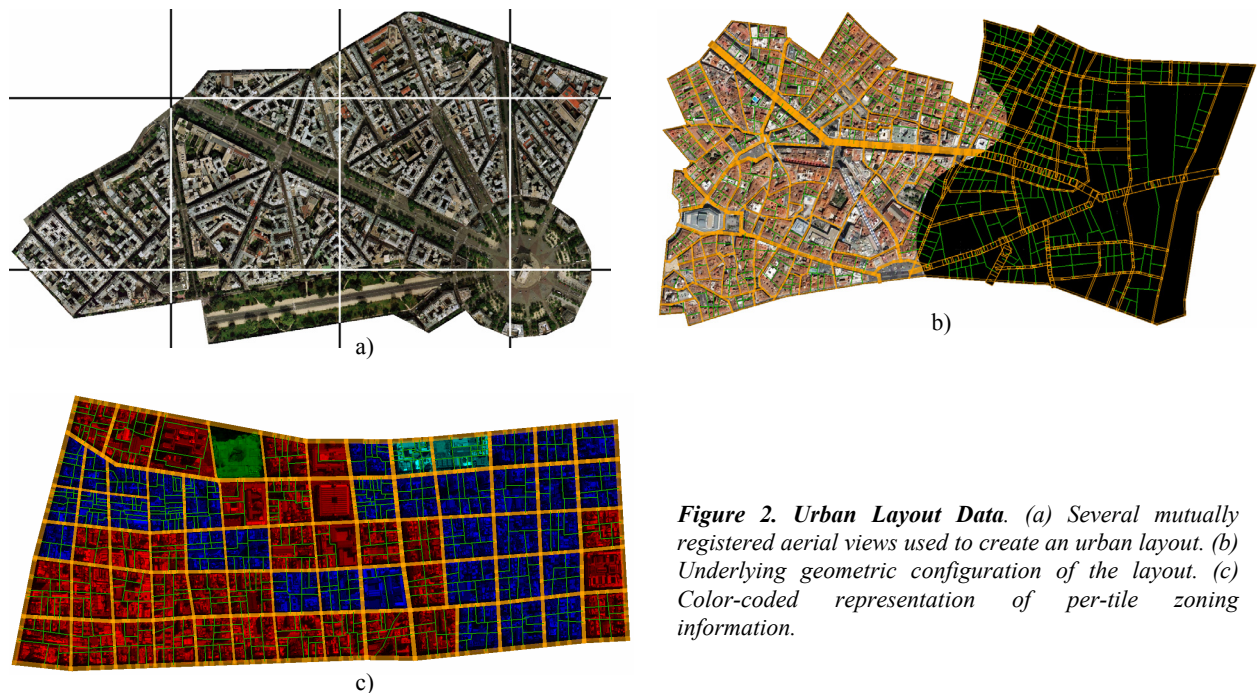 a)
b)
c)
Figure 2. Urban Layout Data. (a) Several mutually
registered aerial views used to create an urban layout. (b)
Underlying geometric configuration of the layout. (c)
Color-coded representation of per-tile zoning
information.